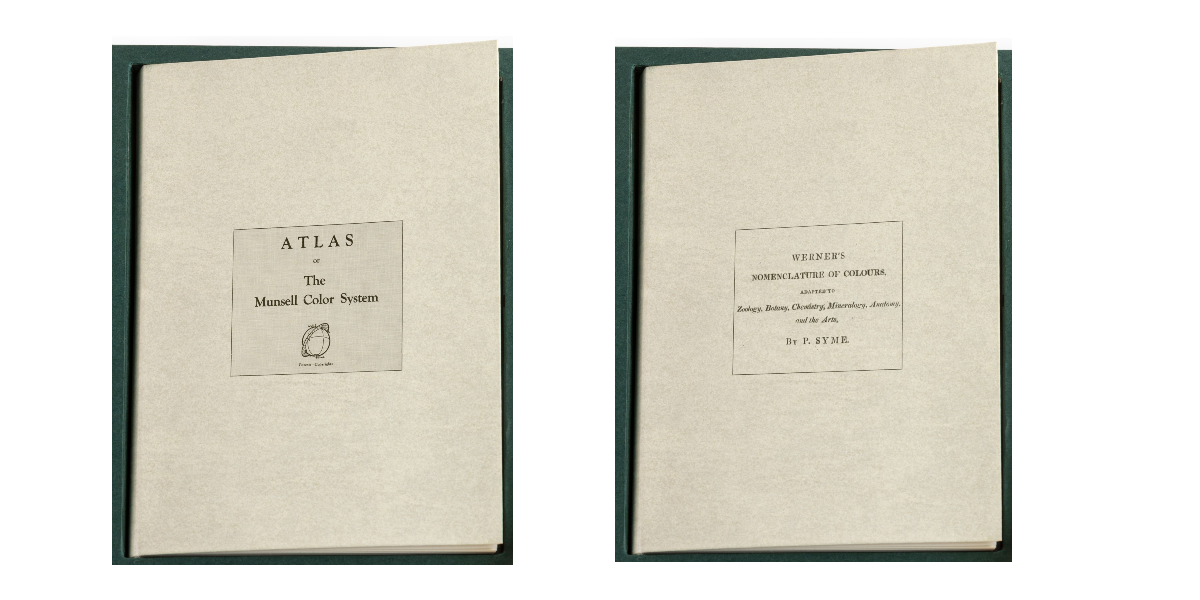 ATLAS
OF
The
Munsell Color System
WERNER'S
NOMENCLATURE OF COLOURS,
ADAPTED TO
Zoology, Botany, Chemistry, Mineralogy, Anatomy,
and the Arts,
By P. SYME.